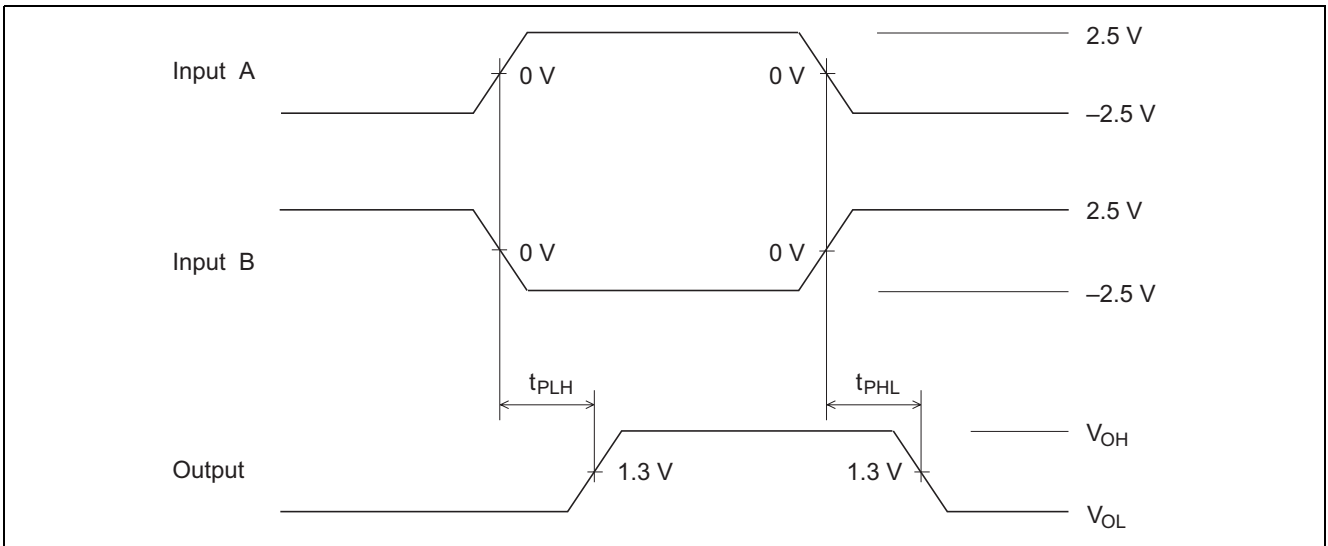 2.5 V
Input A
0 V
0 V
–2.5 V
2.5 V
Input B
0 V
0 V
–2.5 V
tPLH
tPHL
VOH
Output
1.3 V
1.3 V
VOL